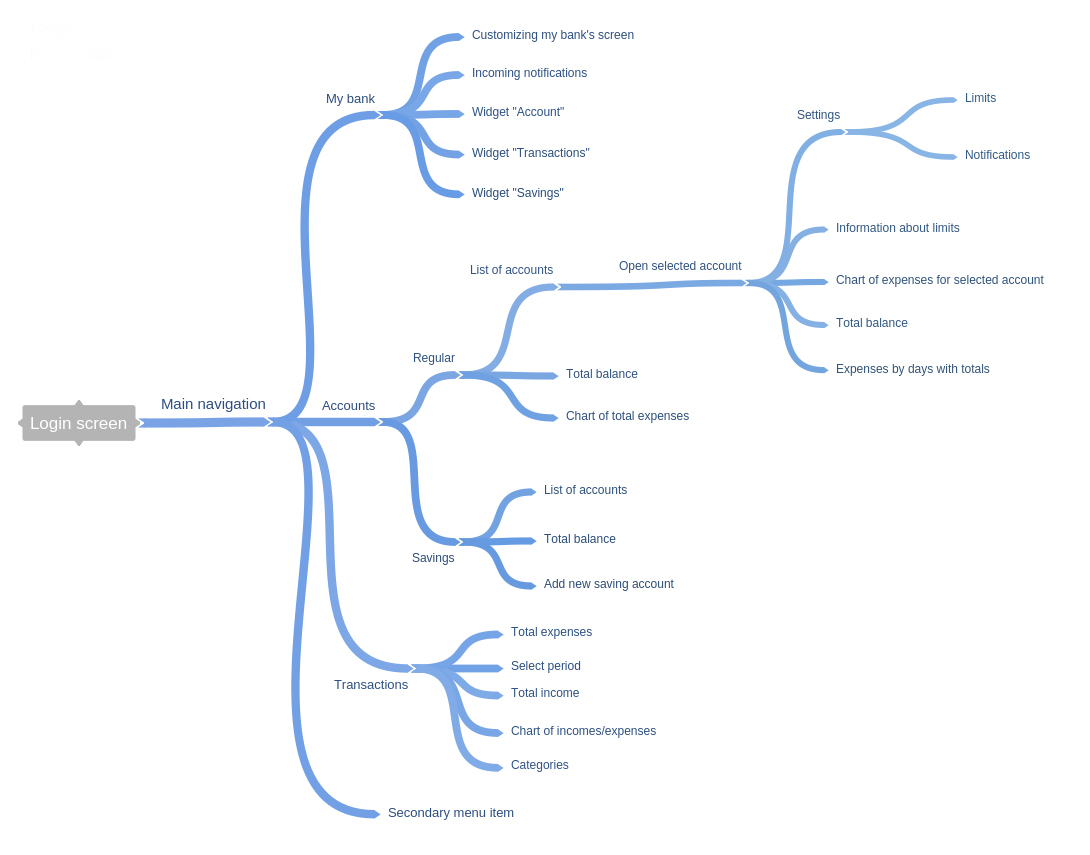 Login screen
Main navigation
My bank
Customizing my bank's screen
Incoming notifications
Widget "Account"
Widget "Transactions"
Widget "Savings"
Accounts
Regular
List of accounts
Open selected account
Settings
Limits
Notifications
Information about limits
Chart of expenses for selected account
Total balance
Expenses by days with totals
Total balance
Chart of total expenses
Savings
List of accounts
Total balance
Add new saving account
Transactions
Total expenses
Select period
Total income
Chart of incomes/expenses
Categories
Secondary menu item